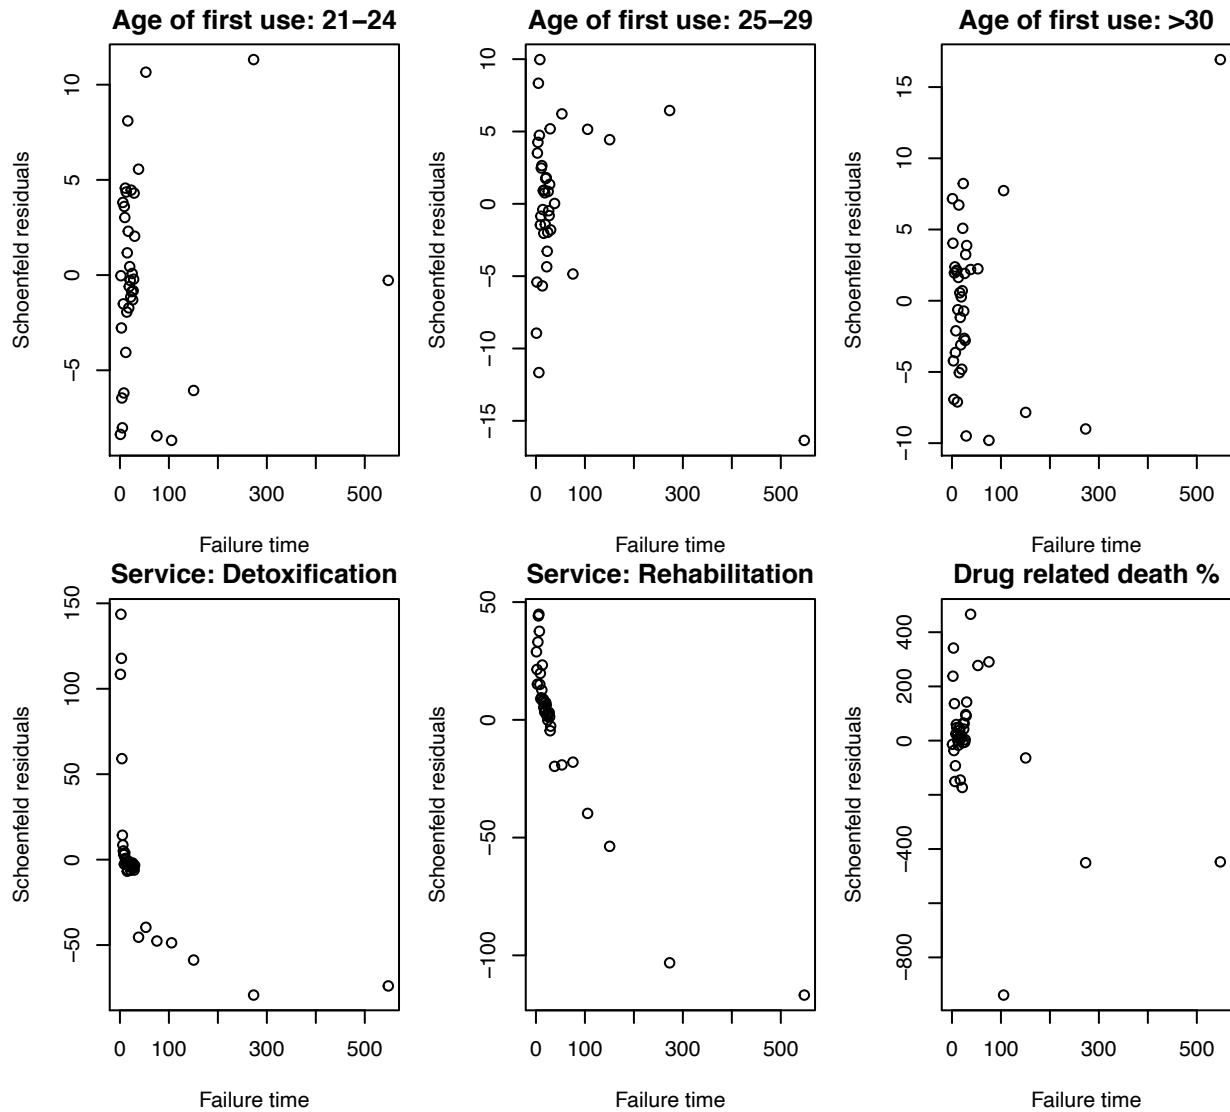 Age of first use: 21−24
Schoenfeld residuals
10
5
0
−5
0 100 300 500
Failure time
Age of first use: 25−29
Schoenfeld residuals
10
5
0
−5
−10
−15
0 100 300 500
Failure time
Age of first use: >30
Schoenfeld residuals
15
10
5
0
−5
−10
0 100 300 500
Failure time
Service: Detoxification
Schoenfeld residuals
150
100
50
0
−50
0 100 300 500
Failure time
Service: Rehabilitation
Schoenfeld residuals
50
0
−50
−100
0 100 300 500
Failure time
Drug related death %
Schoenfeld residuals
400
200
0
−400
−800
0 100 300 500
Failure time